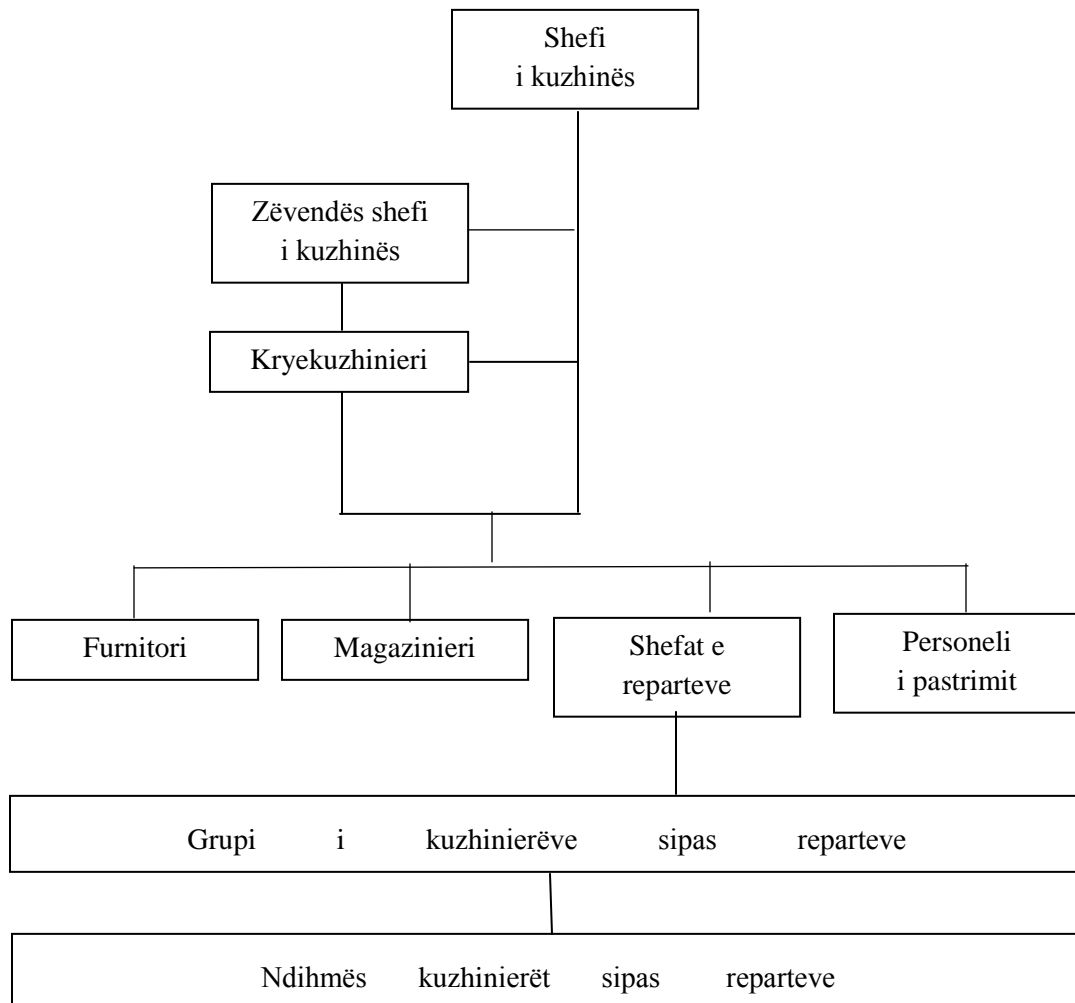 Shefi
i kuzhinës
Zëvendës shefi
i kuzhinës
Kryekuzhinieri
Furnitori
Magazinieri
Shefat e
reparteve
Personeli
i pastrimit
Grupi i kuzhinierëve sipas reparteve
Ndihmës kuzhinierët sipas reparteve